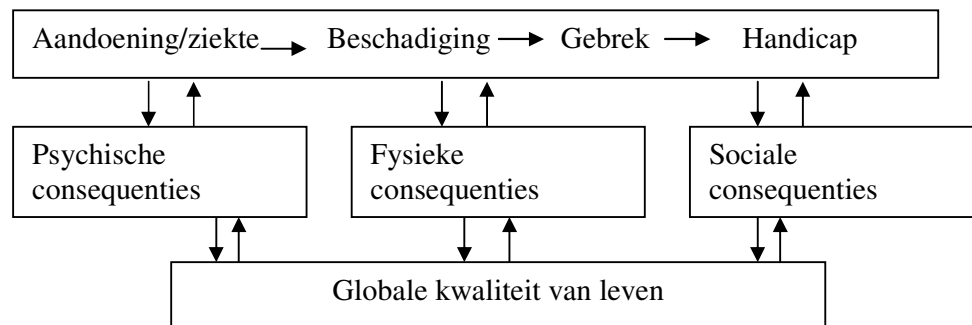 Aandoening/ziekte Beschadiging Gebrek Handicap
Psychische
consequenties
Fysieke
consequenties
Sociale
consequenties
Globale kwaliteit van leven